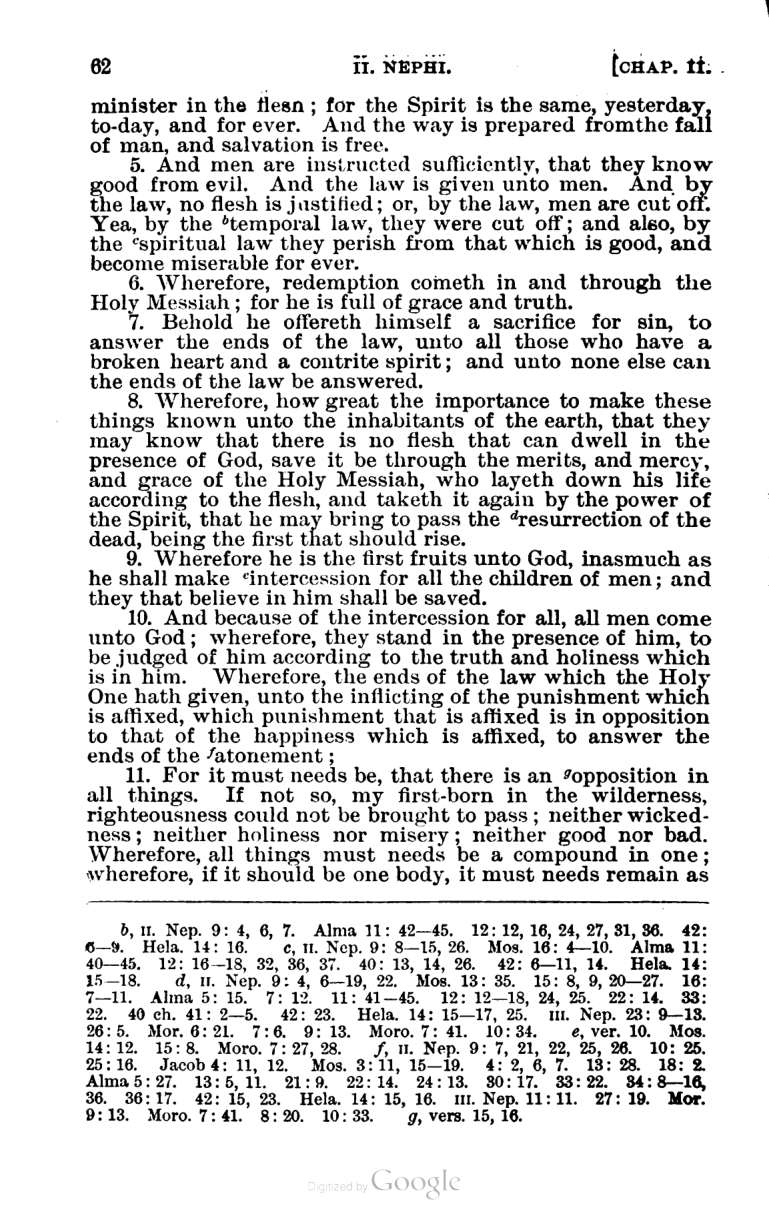 62 II. NEPHI. [CHAP. II.
minister in the flesh; for the Spirit is the same, yesterday,
to-day, and for ever. And the way is prepared fromthe fall
of man, and salvation is free.
5. And men are instructed sufficiently, that they know
good from evil. And the law is given unto men. And by
the law, no flesh is justified; or, by the law, men are cut off.
Yea, by the ᵇtemporal law, they were cut off; and also, by
the ᶜspiritual law they perish from that which is good, and
become miserable for ever.
6. Wherefore, redemption cometh in and through the
Holy Messiah; for he is full of grace and truth.
7. Behold he offereth himself a sacrifice for sin, to
answer the ends of the law, unto all those who have a
broken heart and a contrite spirit; and unto none else can
the ends of the law be answered.
8. Wherefore, how great the importance to make these
things known unto the inhabitants of the earth, that they
may know that there is no flesh that can dwell in the
presence of God, save it be through the merits, and mercy,
and grace of the Holy Messiah, who layeth down his life
according to the flesh, and taketh it again by the power of
the Spirit, that he may bring to pass the ᵈresurrection of the
dead, being the first that should rise.
9. Wherefore he is the first fruits unto God, inasmuch as
he shall make ᵉintercession for all the children of men; and
they that believe in him shall be saved.
10. And because of the intercession for all, all men come
unto God; wherefore, they stand in the presence of him, to
be judged of him according to the truth and holiness which
is in him. Wherefore, the ends of the law which the Holy
One hath given, unto the inflicting of the punishment which
is affixed, which punishment that is affixed is in opposition
to that of the happiness which is affixed, to answer the
ends of the ᶠatonement;
11. For it must needs be, that there is an ᵍopposition in
all things. If not so, my first-born in the wilderness,
righteousness could not be brought to pass; neither wicked-
ness; neither holiness nor misery; neither good nor bad.
Wherefore, all things must needs be a compound in one;
wherefore, if it should be one body, it must needs remain as
b, II. Nep. 9: 4, 6, 7. Alma 11: 42—45. 12: 12, 16, 24, 27, 31, 36. 42:
6—9. Hela. 14: 16. c, II. Nep. 9: 8—15, 26. Mos. 16: 4—10. Alma 11:
40—45. 12: 16—18, 32, 36, 37. 40: 13, 14, 26. 42: 6—11, 14. Hela. 14:
15—18. d, II. Nep. 9: 4, 6—19, 22. Mos. 13: 35. 15: 8, 9, 20—27. 16:
7—11. Alma 5: 15. 7: 12. 11: 41—45. 12: 12—18, 24, 25. 22: 14. 33:
22. 40 ch. 41: 2—5. 42: 23. Hela. 14: 15—17, 25. III. Nep. 23: 9—13.
26: 5. Mor. 6: 21. 7: 6. 9: 13. Moro. 7: 41. 10: 34. e, ver. 10. Mos.
14: 12. 15: 8. Moro. 7: 27, 28. f, II. Nep. 9: 7, 21, 22, 25, 26. 10: 25.
25: 16. Jacob 4: 11, 12. Mos. 3: 11, 15—19. 4: 2, 6, 7. 13: 28. 18: 2.
Alma 5: 27. 13: 5, 11. 21: 9. 22: 14. 24: 13. 30: 17. 33: 22. 34: 8—16,
36. 36: 17. 42: 15, 23. Hela. 14: 15, 16. III. Nep. 11: 11. 27: 19. Mor.
9: 13. Moro. 7: 41. 8: 20. 10: 33. g, vers. 15, 16.
Digitized by Google